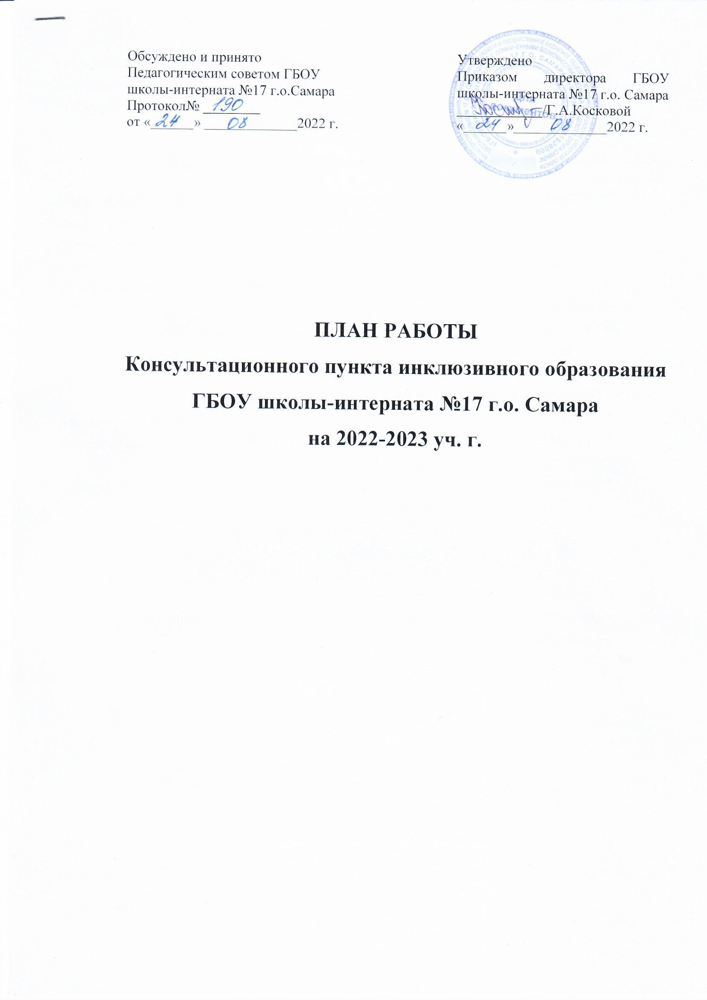 Обсуждено и принято
Педагогическим советом ГБОУ
школы-интерната №17 г.о.Самара
Протокол№ 190
от «24» 08 2022 г.
Утверждено
Приказом директора ГБОУ
школы-интерната №17 г.о. Самара
/Г.А.Косковой
«24» 08 2022 г.
для
документов
ПЛАН РАБОТЫ
Консультационного пункта инклюзивного образования
ГБОУ школы-интерната №17 г.о. Самара
на 2022-2023 уч. г.